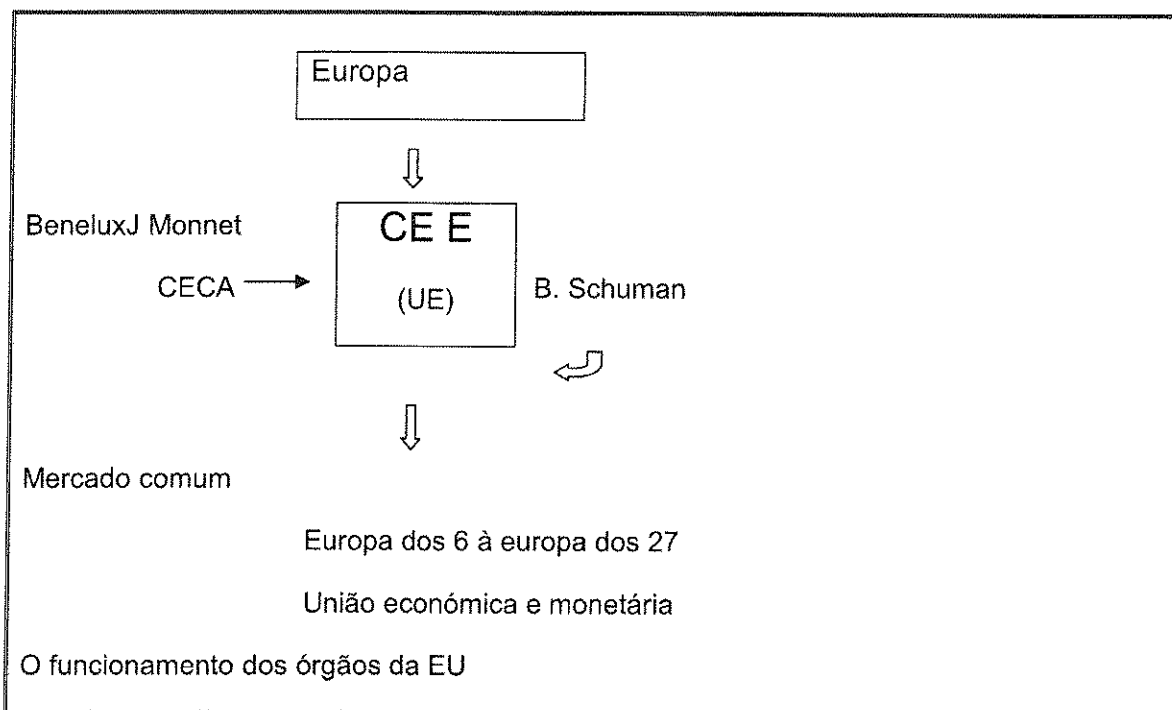 Europa
BeneluxJ Monnet
CE E
CECA
(UE)
B. Schuman
Mercado comum
Europa dos 6 à europa dos 27
União económica e monetária
O funcionamento dos órgãos da EU